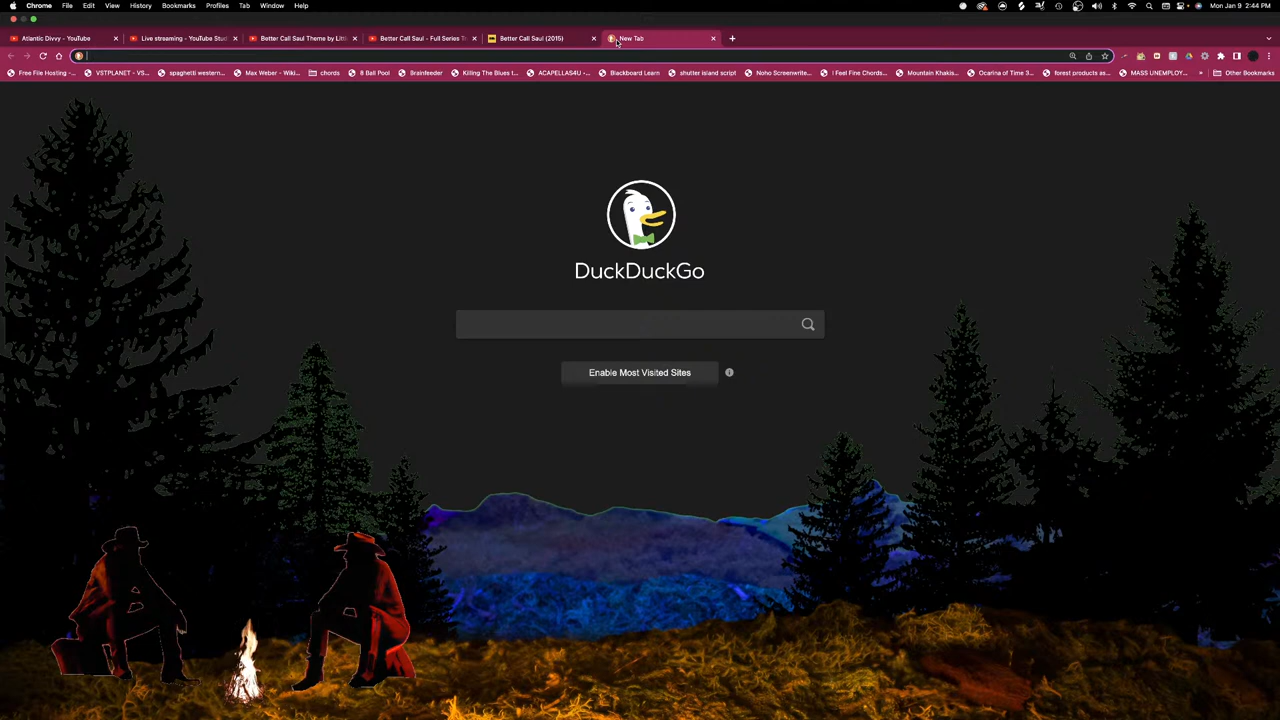 Chrome File Edit View History Bookmarks Profiles Tab Window Help Mon Jan 9 2:44 PM
Atlantic Divvy - YouTube Live streaming - YouTube Stud Better Call Saul Theme by Littl Better Call Saul - Full Series Th Better Call Saul (2015) New Tab
Free File Hosting -... VSTPLANET - VS... spaghetti western... Max Weber - Wiki... chords 8 Ball Pool Brainfeeder Killing The Blues t... ACAPELLAS4U -... Blackboard Learn shutter island script Noho Screenwrite... I Feel Fine Chords... Mountain Khakis... Ocarina of Time 3... forest products as... MASS UNEMPLOY... » Other Bookmarks
DuckDuckGo
Enable Most Visited Sites